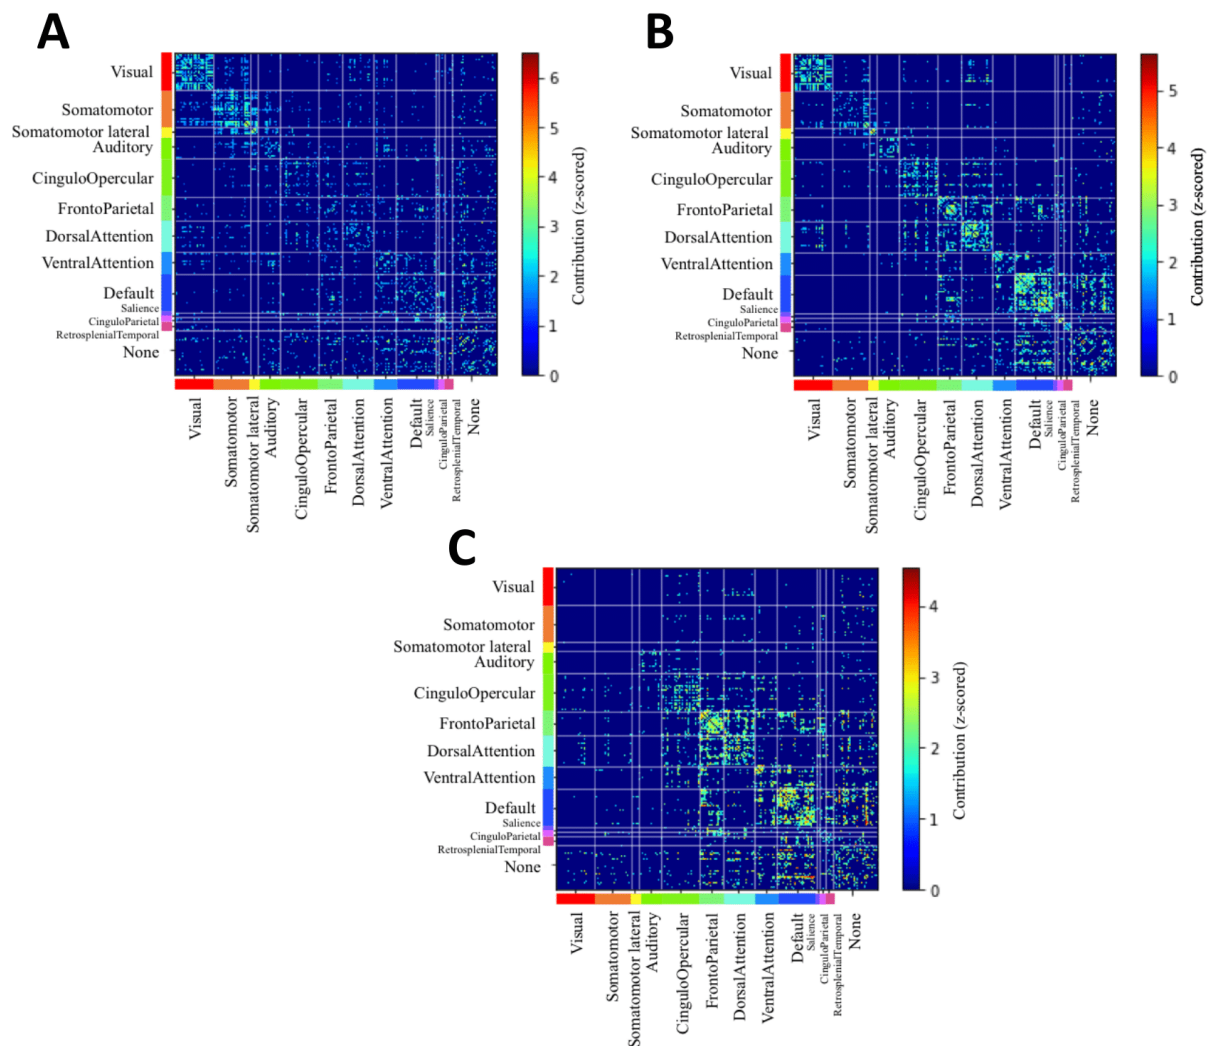 A
Visual
Somatomotor
Somatomotor lateral
Auditory
CinguloOpercular
FrontoParietal
DorsalAttention
VentralAttention
Default
Salience
CinguloParietal
RetrosplenialTemporal
None
Visual
Somatomotor
Somatomotor lateral
Auditory
CinguloOpercular
FrontoParietal
DorsalAttention
VentralAttention
Default
Salience
CinguloParietal
RetrosplenialTemporal
None
6
5
4
3
2
1
0
Contribution (z-scored)
B
Visual
Somatomotor
Somatomotor lateral
Auditory
CinguloOpercular
FrontoParietal
DorsalAttention
VentralAttention
Default
Salience
CinguloParietal
RetrosplenialTemporal
None
Visual
Somatomotor
Somatomotor lateral
Auditory
CinguloOpercular
FrontoParietal
DorsalAttention
VentralAttention
Default
Salience
CinguloParietal
RetrosplenialTemporal
None
5
4
3
2
1
0
Contribution (z-scored)
C
Visual
Somatomotor
Somatomotor lateral
Auditory
CinguloOpercular
FrontoParietal
DorsalAttention
VentralAttention
Default
Salience
CinguloParietal
RetrosplenialTemporal
None
Visual
Somatomotor
Somatomotor lateral
Auditory
CinguloOpercular
FrontoParietal
DorsalAttention
VentralAttention
Default
Salience
CinguloParietal
RetrosplenialTemporal
None
4
3
2
1
0
Contribution (z-scored)